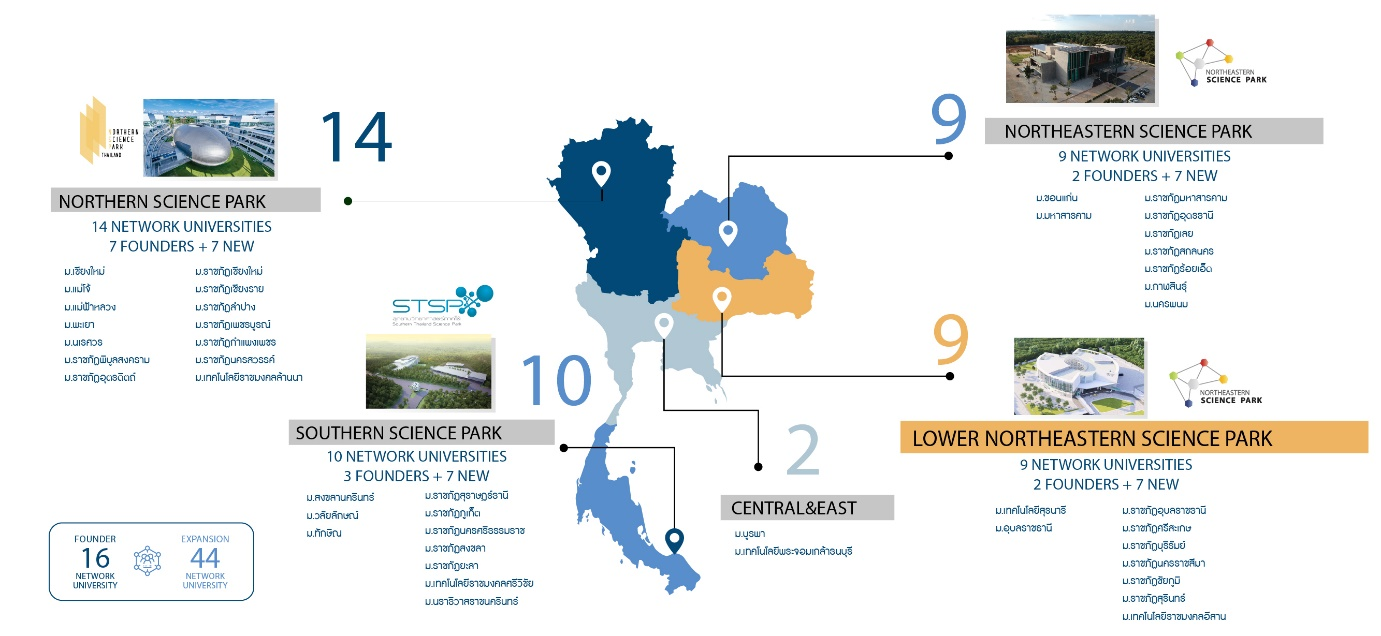 NORTHERN
SCIENCE
PARK
THAILAND
14
NORTHERN SCIENCE PARK
14 NETWORK UNIVERSITIES
7 FOUNDERS + 7 NEW
ม.เชียงใหม่
ม.แม่โจ้
ม.แม่ฟ้าหลวง
ม.พะเยา
ม.นเรศวร
ม.ราชภัฏพิบูลสงคราม
ม.ราชภัฏอุตรดิตถ์
ม.ราชภัฏเชียงใหม่
ม.ราชภัฏเชียงราย
ม.ราชภัฏลำปาง
ม.ราชภัฏเพชรบูรณ์
ม.ราชภัฏกำแพงเพชร
ม.ราชภัฏนครสวรรค์
ม.เทคโนโลยีราชมงคลล้านนา
STSP
อุทยานวิทยาศาสตร์ภาคใต้
Southern Thailand Science Park
10
SOUTHERN SCIENCE PARK
10 NETWORK UNIVERSITIES
3 FOUNDERS + 7 NEW
ม.สงขลานครินทร์
ม.วลัยลักษณ์
ม.ทักษิณ
ม.ราชภัฏสุราษฎร์ธานี
ม.ราชภัฏภูเก็ต
ม.ราชภัฏนครศรีธรรมราช
ม.ราชภัฏสงขลา
ม.ราชภัฏยะลา
ม.เทคโนโลยีราชมงคลศรีวิชัย
ม.นราธิวาสราชนครินทร์
FOUNDER
16
NETWORK
UNIVERSITY
EXPANSION
44
NETWORK
UNIVERSITY
2
CENTRAL&EAST
ม.บูรพา
ม.เทคโนโลยีพระจอมเกล้าธนบุรี
9
NORTHEASTERN
SCIENCE PARK
NORTHEASTERN SCIENCE PARK
9 NETWORK UNIVERSITIES
2 FOUNDERS + 7 NEW
ม.ขอนแก่น
ม.มหาสารคาม
ม.ราชภัฏมหาสารคาม
ม.ราชภัฏอุดรธานี
ม.ราชภัฏเลย
ม.ราชภัฏสกลนคร
ม.ราชภัฏร้อยเอ็ด
ม.กาฬสินธุ์
ม.นครพนม
9
NORTHEASTERN
SCIENCE PARK
LOWER NORTHEASTERN SCIENCE PARK
9 NETWORK UNIVERSITIES
2 FOUNDERS + 7 NEW
ม.เทคโนโลยีสุรนารี
ม.อุบลราชธานี
ม.ราชภัฏอุบลราชธานี
ม.ราชภัฏศรีสะเกษ
ม.ราชภัฏบุรีรัมย์
ม.ราชภัฏนครราชสีมา
ม.ราชภัฏชัยภูมิ
ม.ราชภัฏสุรินทร์
ม.เทคโนโลยีราชมงคลอีสาน